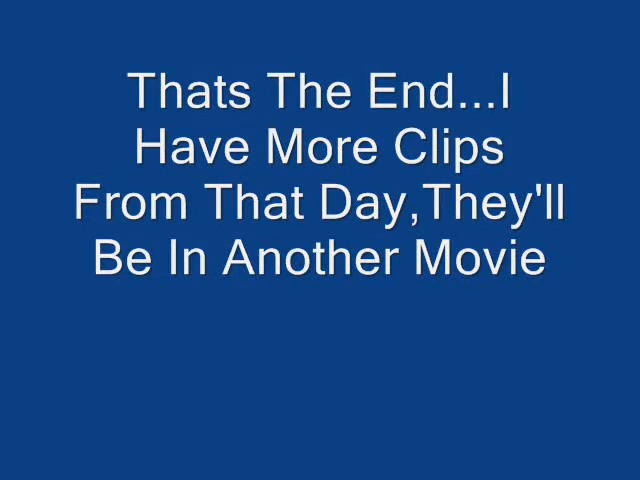 Thats The End...I
Have More Clips
From That Day,They'll
Be In Another Movie